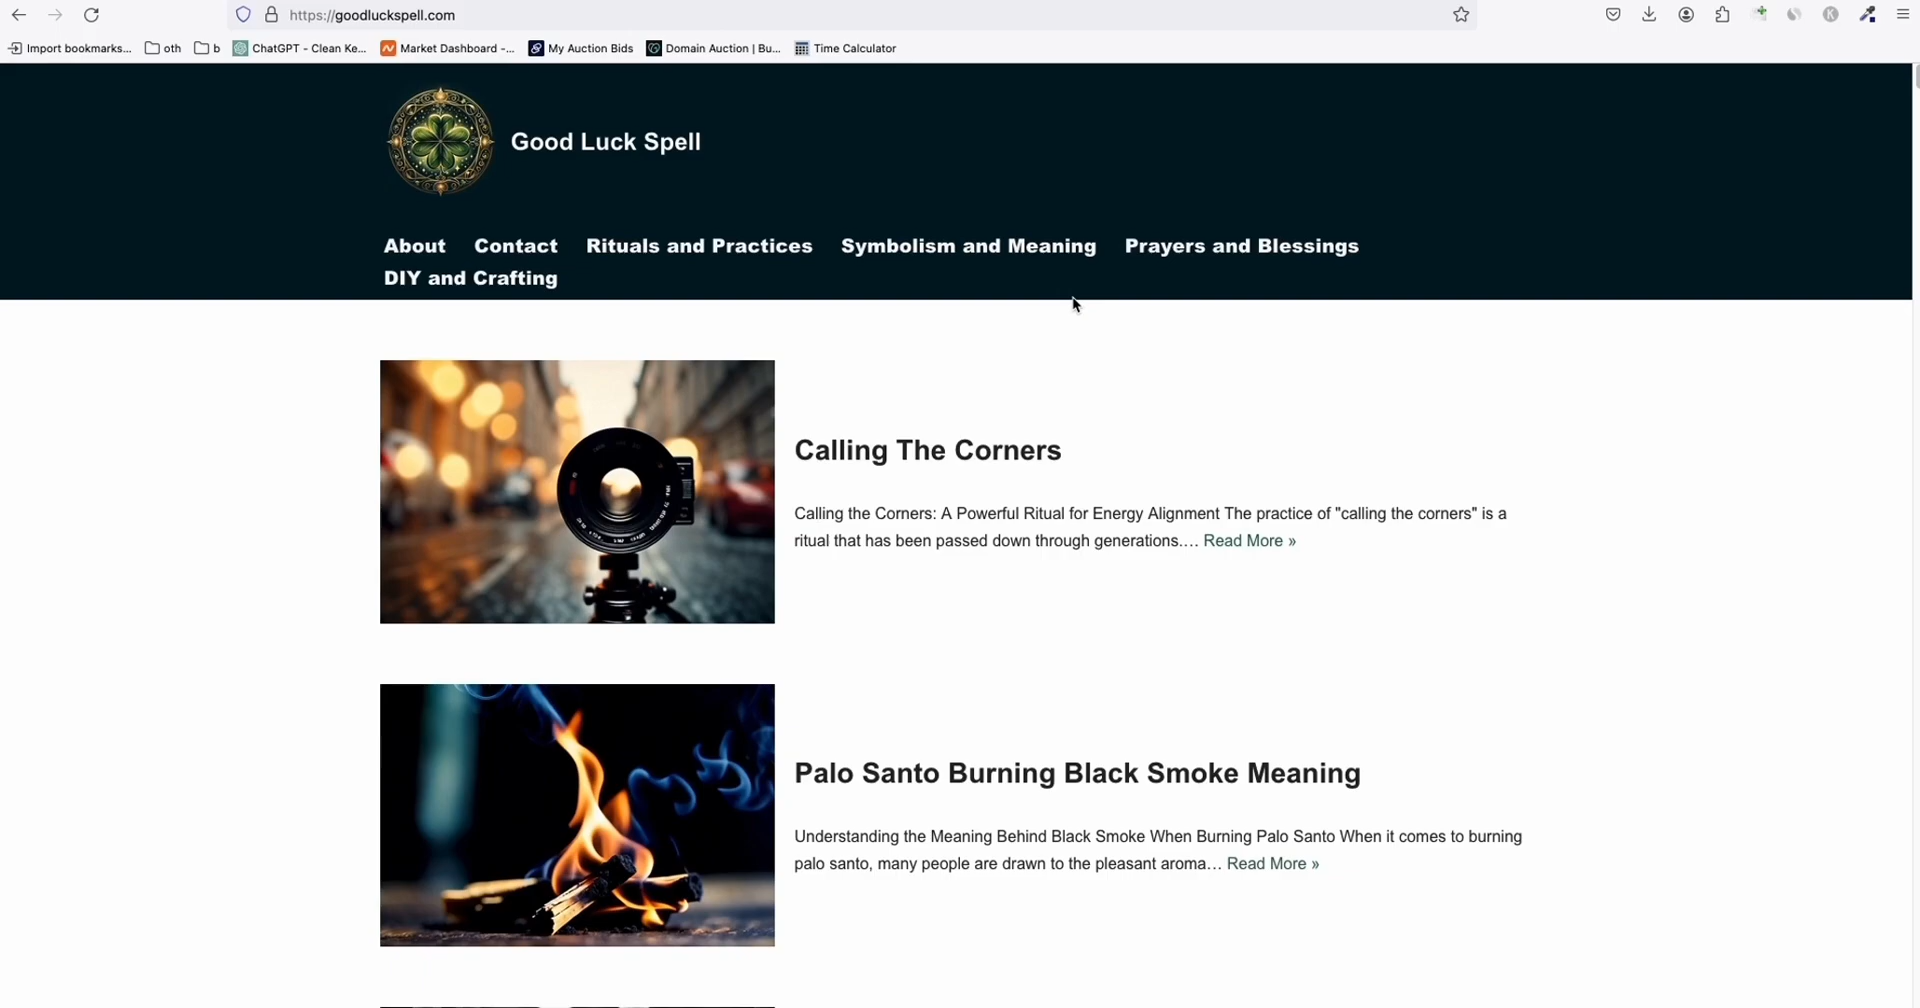 https://goodluckspell.com
Import bookmarks... oth b ChatGPT - Clean Ke... Market Dashboard -... My Auction Bids Domain Auction | Bu... Time Calculator
Good Luck Spell
About Contact Rituals and Practices Symbolism and Meaning Prayers and Blessings
DIY and Crafting
Calling The Corners
Calling the Corners: A Powerful Ritual for Energy Alignment The practice of "calling the corners" is a
ritual that has been passed down through generations.... Read More »
Palo Santo Burning Black Smoke Meaning
Understanding the Meaning Behind Black Smoke When Burning Palo Santo When it comes to burning
palo santo, many people are drawn to the pleasant aroma... Read More »